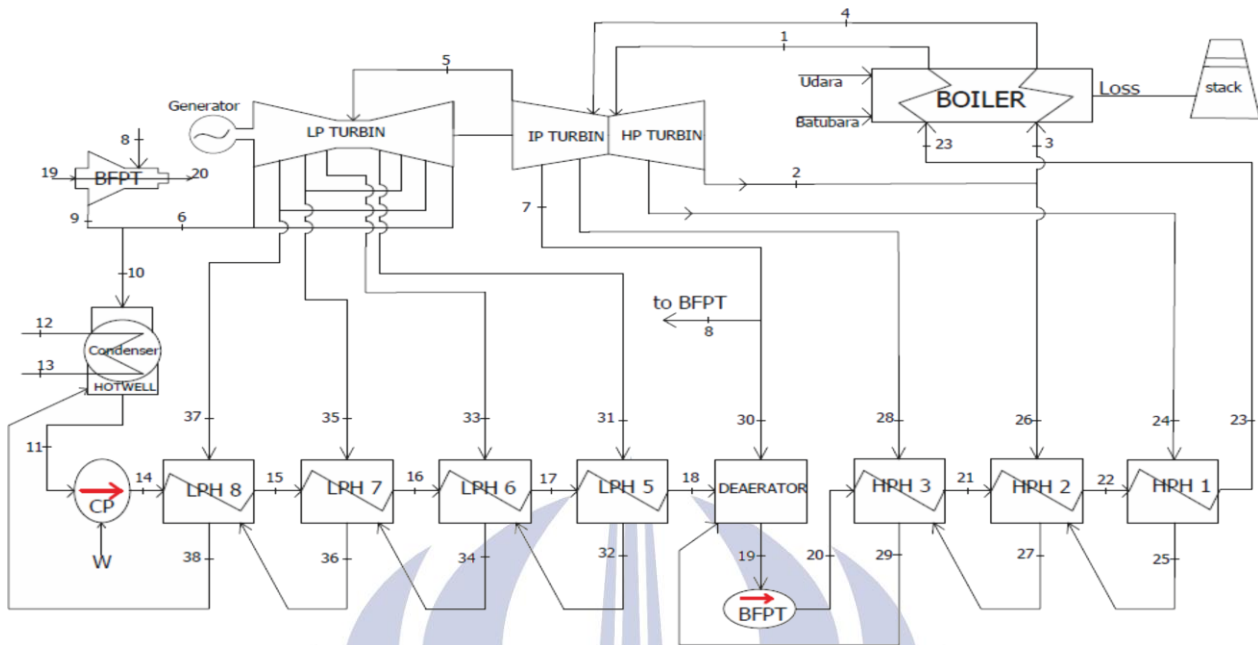 4
1
5
Udara
BOILER
Loss
stack
Batubara
Generator
LP TURBIN
IP TURBIN
HP TURBIN
8
23
3
19
BFPT
20
2
9
6
7
10
to BFPT
8
12
Condenser
13
HOTWELL
37
35
33
31
30
28
26
24
23
11
14
LPH 8
15
LPH 7
16
LPH 6
17
LPH 5
18
DEAERATOR
HPH 3
21
HPH 2
22
HPH 1
CP
20
W
38
36
34
32
19
29
27
25
BFPT